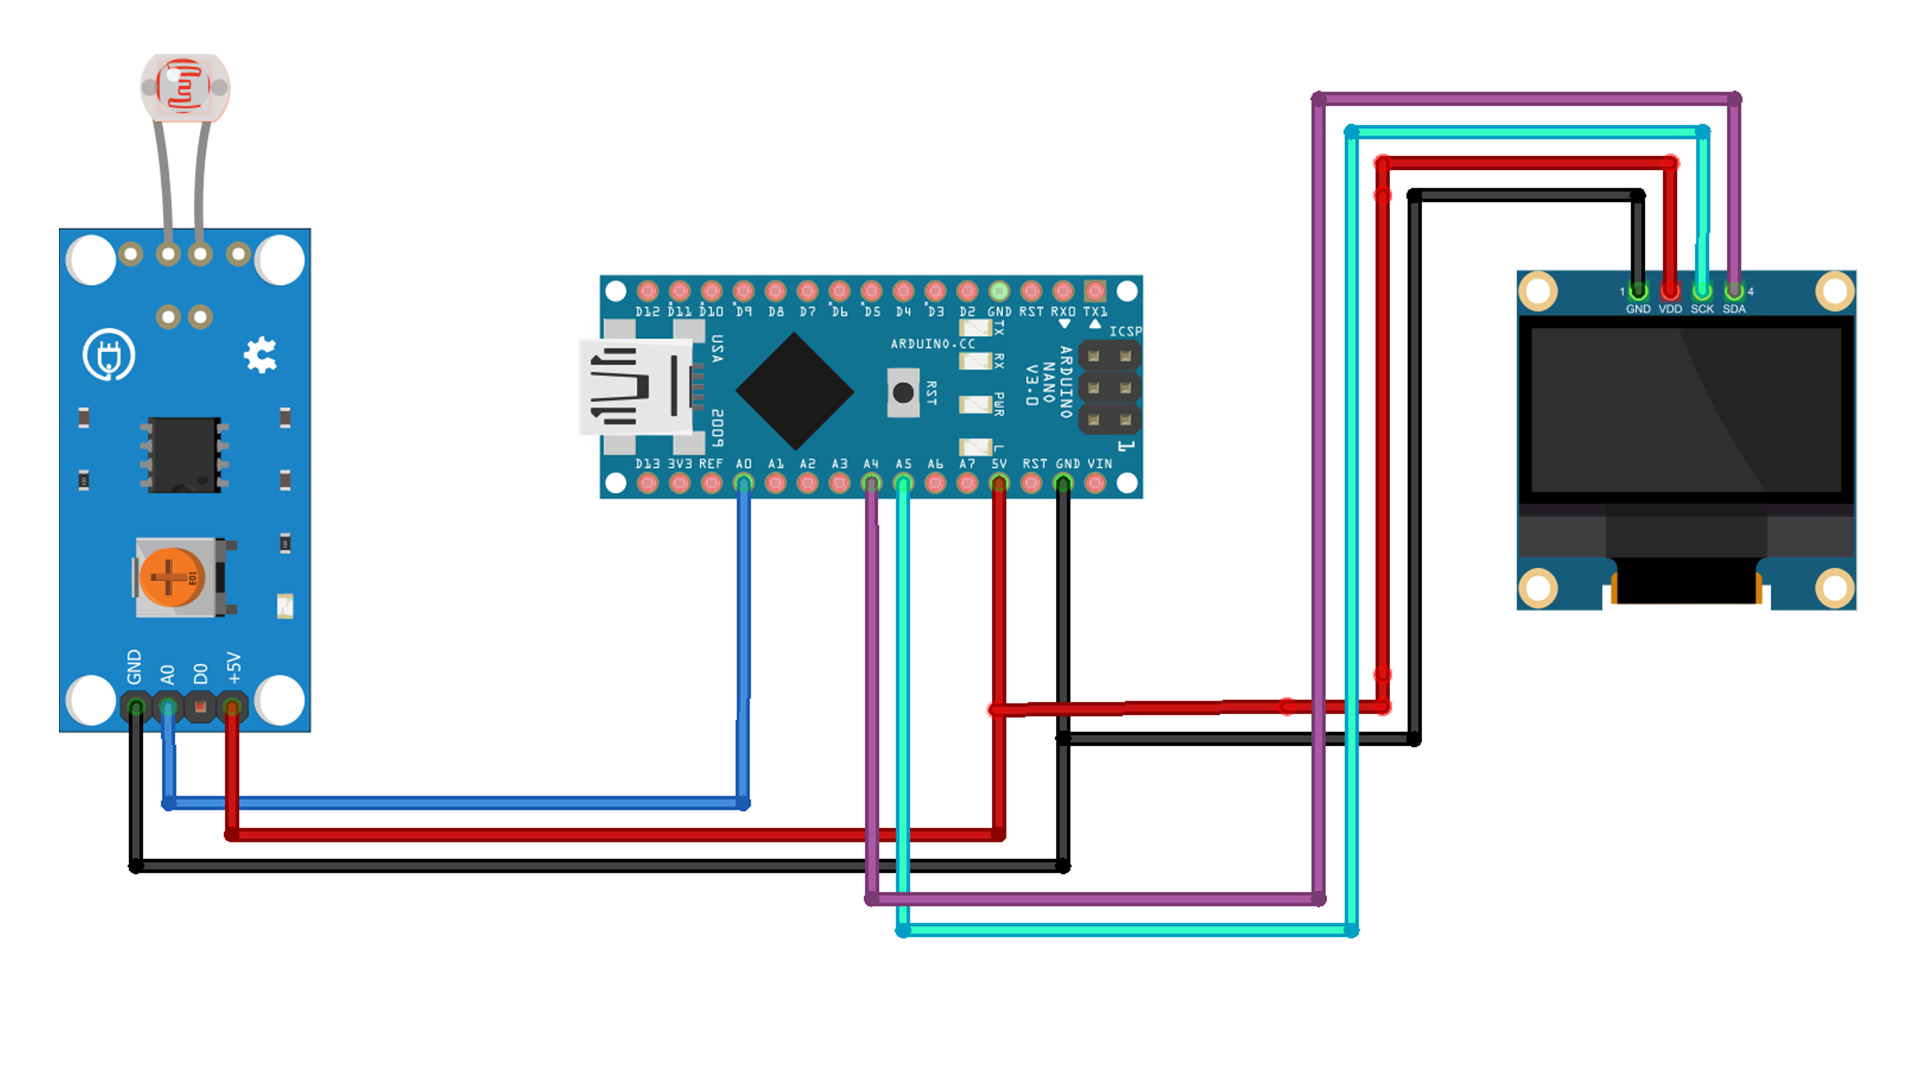 GND A0 D0 +5V
E01
D12 D11 D10 D9 D8 D7 D6 D5 D4 D3 D2 GND RST RX0 TX1
TX
RX
PWR
L
USA
5009
ARDUINO.CC
RST
ARDUINO
NANO
V3.0
ICSP
1
D13 3V3 REF A0 A1 A2 A3 A4 A5 A6 A7 5V RST GND VIN
1 4
GND VDD SCK SDA